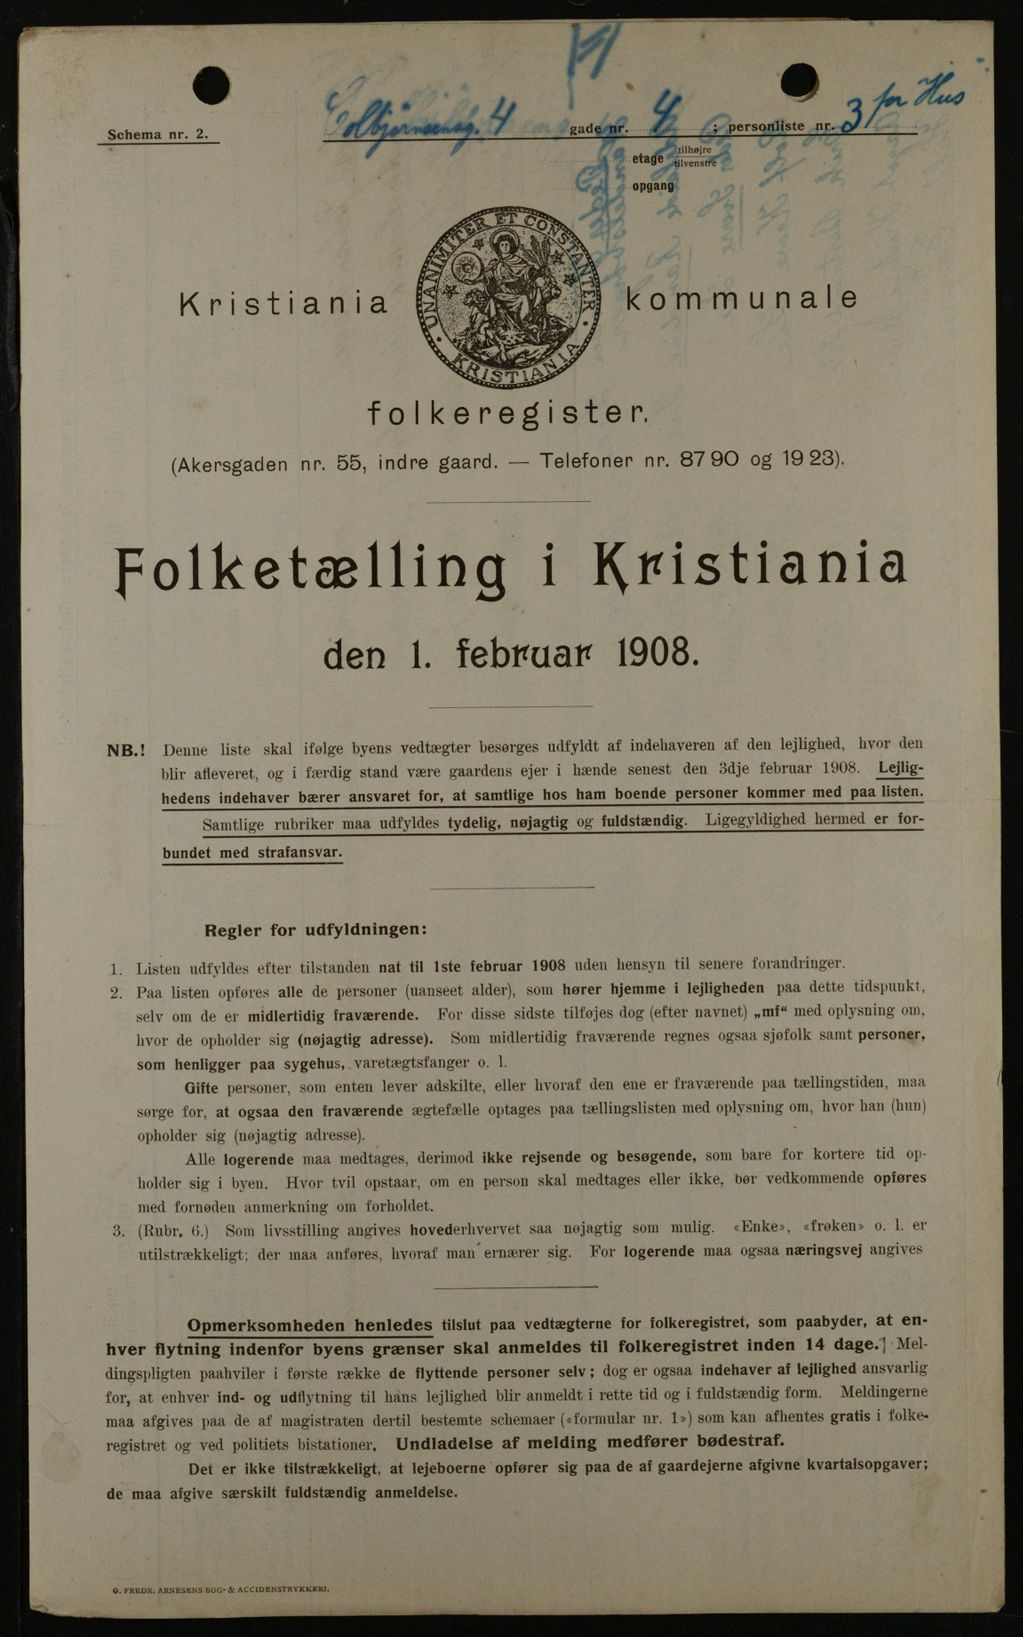 Schema nr. 2.
Colbjørnsensg. 4 gade nr. 4 ; personliste nr. 3 for Hus
etage tilhøjre
tilvenstre
opgang
UNANIMITER ET CONSTANTER
KRISTIANIA
Kristiania kommunale
folkeregister.
(Akersgaden nr. 55, indre gaard. — Telefoner nr. 87 90 og 19 23).
Folketælling i Kristiania
den 1. februar 1908.
NB.! Denne liste skal ifølge byens vedtægter besørges udfyldt af indehaveren af den lejlighed, hvor den
blir afleveret, og i færdig stand være gaardens ejer i hænde senest den 3dje februar 1908. Lejlig-
hedens indehaver bærer ansvaret for, at samtlige hos ham boende personer kommer med paa listen.
Samtlige rubriker maa udfyldes tydelig, nøjagtig og fuldstændig. Ligegyldighed hermed er for-
bundet med strafansvar.
Regler for udfyldningen:
1. Listen udfyldes efter tilstanden nat til 1ste februar 1908 uden hensyn til senere forandringer.
2. Paa listen opføres alle de personer (uanseet alder), som hører hjemme i lejligheden paa dette tidspunkt,
selv om de er midlertidig fraværende. For disse sidste tilføjes dog (efter navnet) „mf“ med oplysning om,
hvor de opholder sig (nøjagtig adresse). Som midlertidig fraværende regnes ogsaa sjøfolk samt personer,
som henligger paa sygehus, varetægtsfanger o. l.
Gifte personer, som enten lever adskilte, eller hvoraf den ene er fraværende paa tællingstiden, maa
sørge for, at ogsaa den fraværende ægtefælle optages paa tællingslisten med oplysning om, hvor han (hun)
opholder sig (nøjagtig adresse).
Alle logerende maa medtages, derimod ikke rejsende og besøgende, som bare for kortere tid op-
holder sig i byen. Hvor tvil opstaar, om en person skal medtages eller ikke, bør vedkommende opføres
med fornøden anmerkning om forholdet.
3. (Rubr. 6.) Som livsstilling angives hovederhvervet saa nøjagtig som mulig. «Enke», «frøken» o. l. er
utilstrækkeligt; der maa anføres, hvoraf man ernærer sig. For logerende maa ogsaa næringsvej angives
Opmerksomheden henledes tilslut paa vedtægterne for folkeregistret, som paabyder, at en-
hver flytning indenfor byens grænser skal anmeldes til folkeregistret inden 14 dage. Mel-
dingspligten paahviler i første række de flyttende personer selv; dog er ogsaa indehaver af lejlighed ansvarlig
for, at enhver ind- og udflytning til hans lejlighed blir anmeldt i rette tid og i fuldstændig form. Meldingerne
maa afgives paa de af magistraten dertil bestemte schemaer («formular nr. 1») som kan afhentes gratis i folke-
registret og ved politiets bistationer. Undladelse af melding medfører bødestraf.
Det er ikke tilstrækkeligt, at lejeboerne opfører sig paa de af gaardejerne afgivne kvartalsopgaver;
de maa afgive særskilt fuldstændig anmeldelse.
O. FREDR. ARNESENS BOG- & ACCIDENSTRYKKERI.